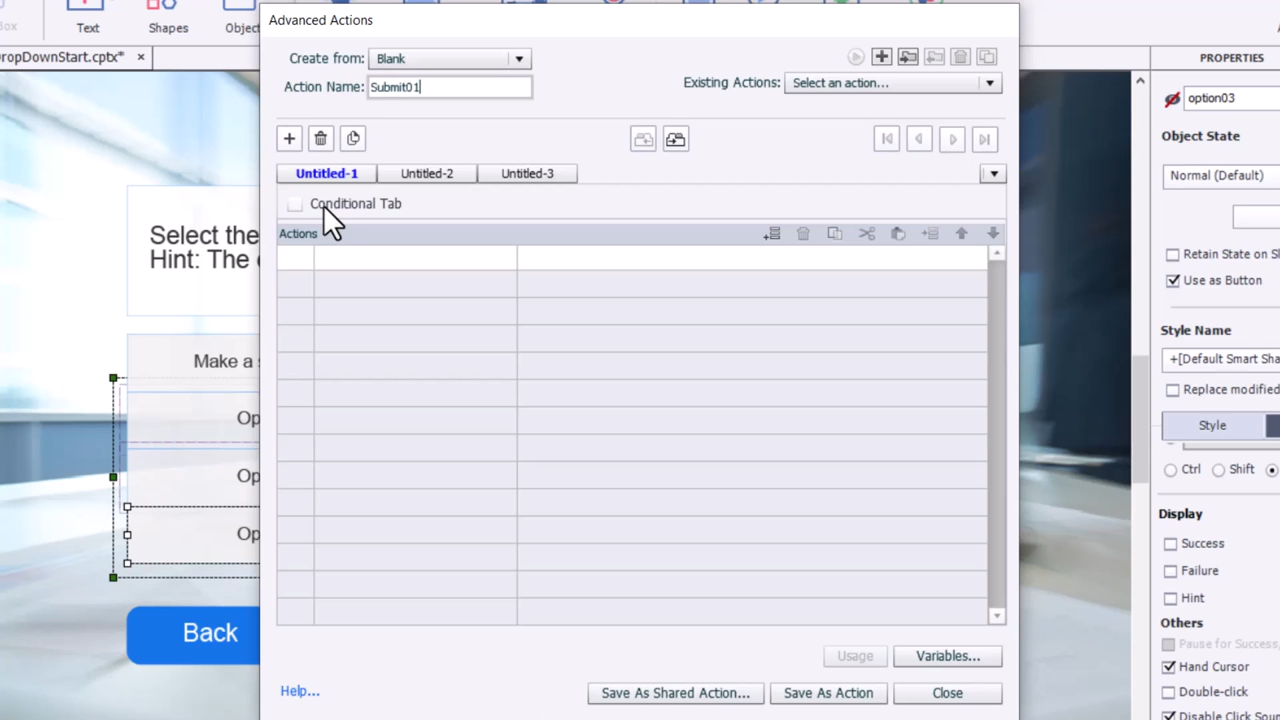 Box
Text
Shapes
Object
ropDownStart.cptx*
Advanced Actions
Create from:
Blank
Action Name:
Submit01
Existing Actions:
Select an action...
Untitled-1
Untitled-2
Untitled-3
Conditional Tab
Actions
Usage
Variables...
Help...
Save As Shared Action...
Save As Action
Close
Select the
Hint: The
Make a
Op
Op
Op
Back
PROPERTIES
option03
Object State
Normal (Default)
Retain State on Sl
Use as Button
Style Name
+[Default Smart Sha
Replace modified
Style
Ctrl
Shift
Display
Success
Failure
Hint
Others
Pause for Success,
Hand Cursor
Double-click
Disable Click Soun